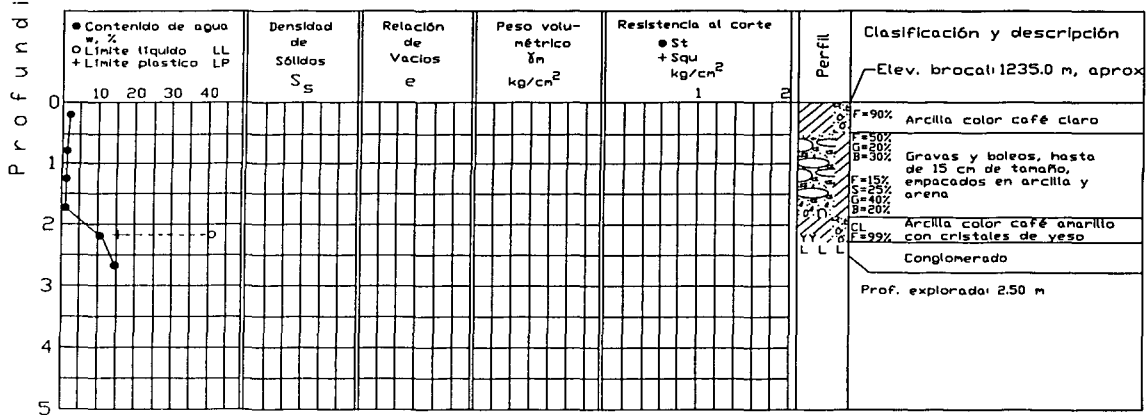 Profundi
● Contenido de agua
w, %
○ Límite líquido LL
+ Límite plastico LP
10 20 30 40
Densidad
de
Sólidos
Ss
Relación
de
Vacios
e
Peso volu-
métrico
γm
kg/cm²
Resistencia al corte
● St
+ Squ
kg/cm²
1 2
Perfil
Clasificación y descripción
Elev. brocal: 1235.0 m, aprox
0
1
2
3
4
5
F=90% Arcilla color café claro
F=50%
G=20%
B=30%
F=15%
S=25%
G=40%
B=20%
Gravas y boleos, hasta
de 15 cm de tamaño,
empacados en arcilla y
arena
CL
F=99%
Arcilla color café amarillo
con cristales de yeso
L L L
Conglomerado
Prof. explorada: 2.50 m